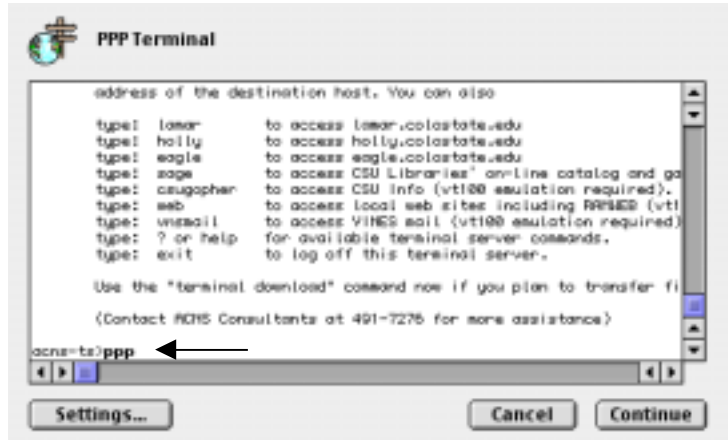 PPP Terminal
address of the destination host. You can also
type: lamar to access lamar.colostate.edu
type: holly to access holly.colostate.edu
type: eagle to access eagle.colostate.edu
type: sage to access CSU Libraries' on-line catalog and ga
type: csugopher to access CSU Info (vt100 emulation required).
type: web to access local web sites including RAMWEB (vt1
type: vnsmail to access VINES mail (vt100 emulation required)
type: ? or help for available terminal server commands.
type: exit to log off this terminal server.
Use the "terminal download" command now if you plan to transfer fi
(Contact ACNS Consultants at 491-7276 for more assistance)
acns-ts>ppp
Settings... Cancel Continue